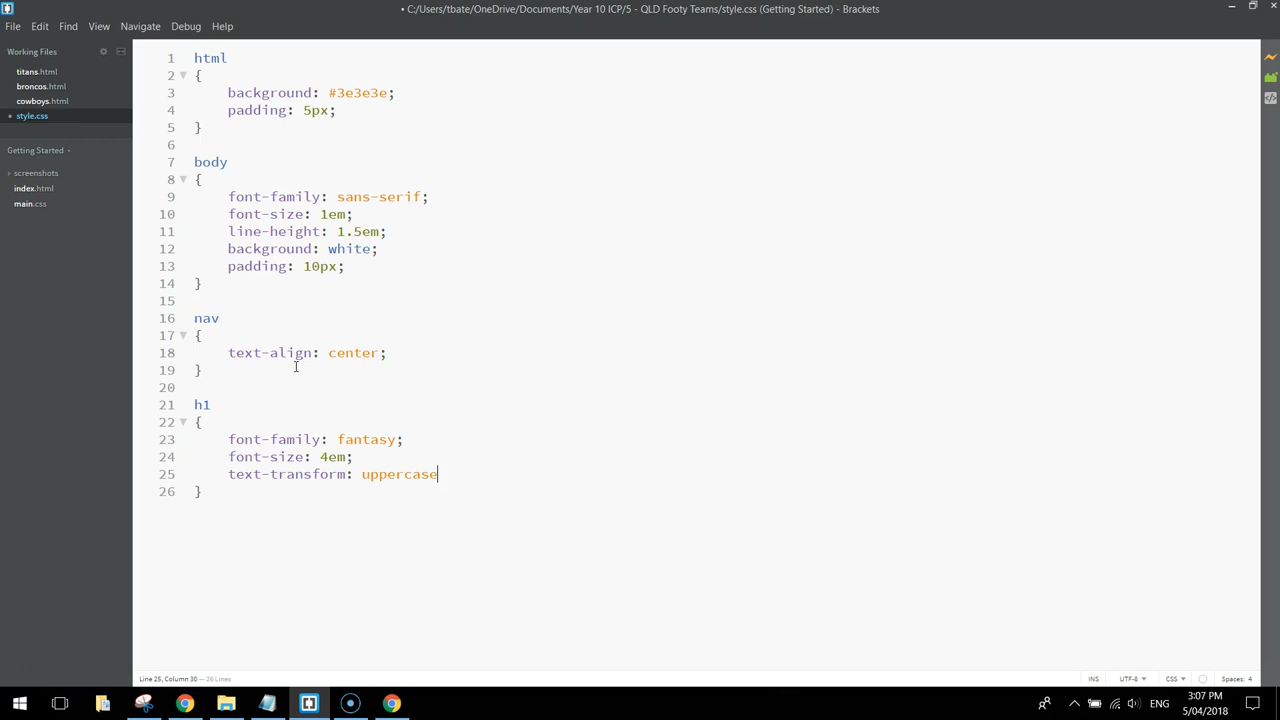 • C:/Users/tbate/OneDrive/Documents/Year 10 ICP/5 - QLD Footy Teams/style.css (Getting Started) - Brackets
File Edit Find View Navigate Debug Help
Working Files
titans.html
broncos.html
cowboys.html
• style.css
Getting Started
screenshots
index.html
main.css
1 html
2 {
3 background: #3e3e3e;
4 padding: 5px;
5 }
6
7 body
8 {
9 font-family: sans-serif;
10 font-size: 1em;
11 line-height: 1.5em;
12 background: white;
13 padding: 10px;
14 }
15
16 nav
17 {
18 text-align: center;
19 }
20
21 h1
22 {
23 font-family: fantasy;
24 font-size: 4em;
25 text-transform: uppercase
26 }
Line 25, Column 30 — 26 Lines
INS UTF-8 CSS Spaces: 4
ENG 3:07 PM
5/04/2018